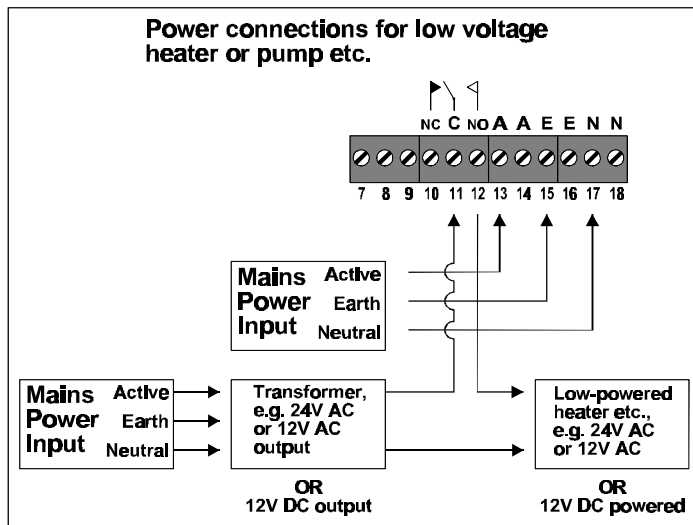 Power connections for low voltage
heater or pump etc.
NC C NO A A E E N N
7 8 9 10 11 12 13 14 15 16 17 18
Mains Active
Power Earth
Input Neutral
Mains Active
Power Earth
Input Neutral
Transformer,
e.g. 24V AC
or 12V AC
output
OR
12V DC output
Low-powered
heater etc.,
e.g. 24V AC
or 12V AC
OR
12V DC powered